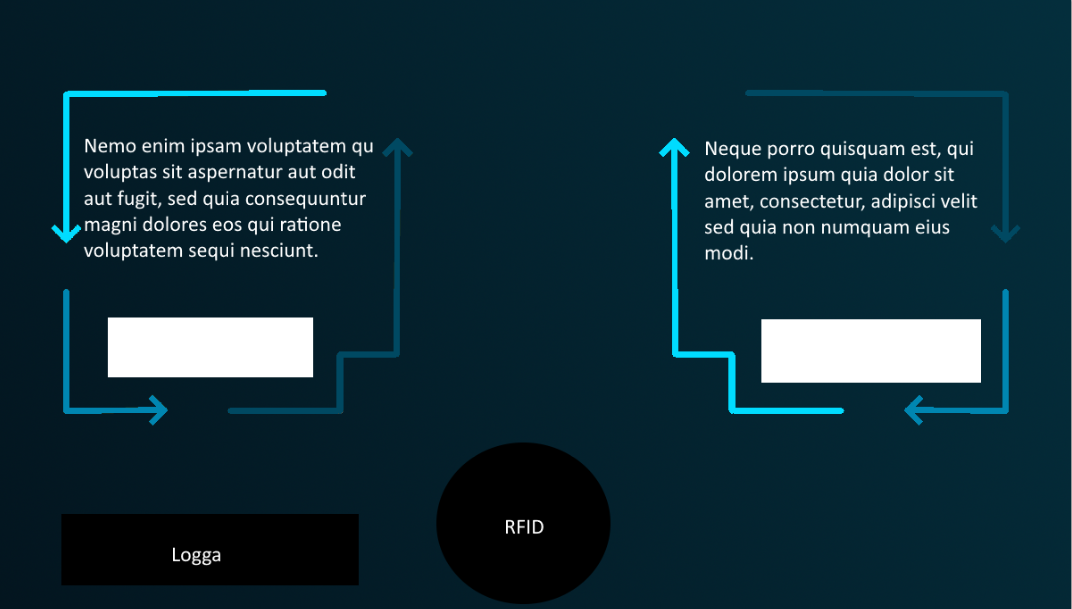 Nemo enim ipsam voluptatem qu
voluptas sit aspernatur aut odit
aut fugit, sed quia consequuntur
magni dolores eos qui ratione
voluptatem sequi nesciunt.
Neque porro quisquam est, qui
dolorem ipsum quia dolor sit
amet, consectetur, adipisci velit
sed quia non numquam eius
modi.
RFID
Logga